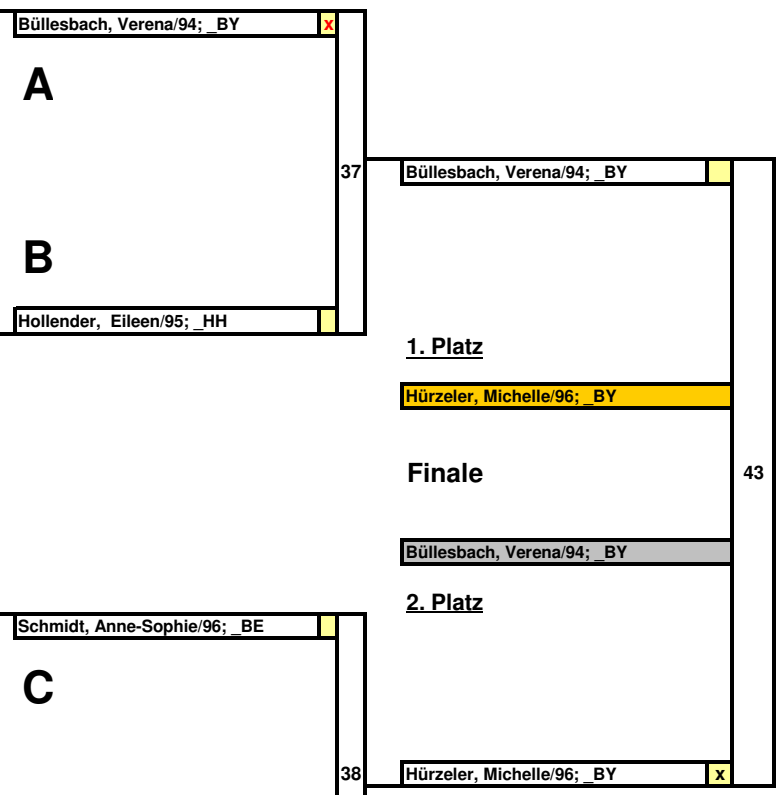 Büllesbach, Verena/94; _BY x
A
37
Büllesbach, Verena/94; _BY
B
Hollender, Eileen/95; _HH
1. Platz
Hürzeler, Michelle/96; _BY
Finale
43
Büllesbach, Verena/94; _BY
2. Platz
Schmidt, Anne-Sophie/96; _BE
C
38
Hürzeler, Michelle/96; _BY x